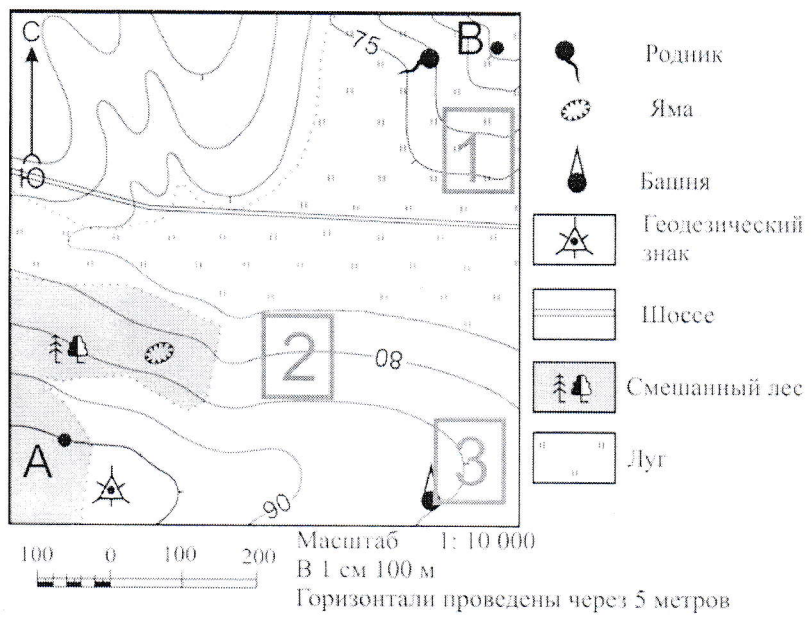 С
Ю
75
В
1
2
80
3
А
90
Родник
Яма
Башня
Геодезический
знак
Шоссе
Смешанный лес
Луг
100 0 100 200
Масштаб 1: 10 000
В 1 см 100 м
Горизонтали проведены через 5 метров